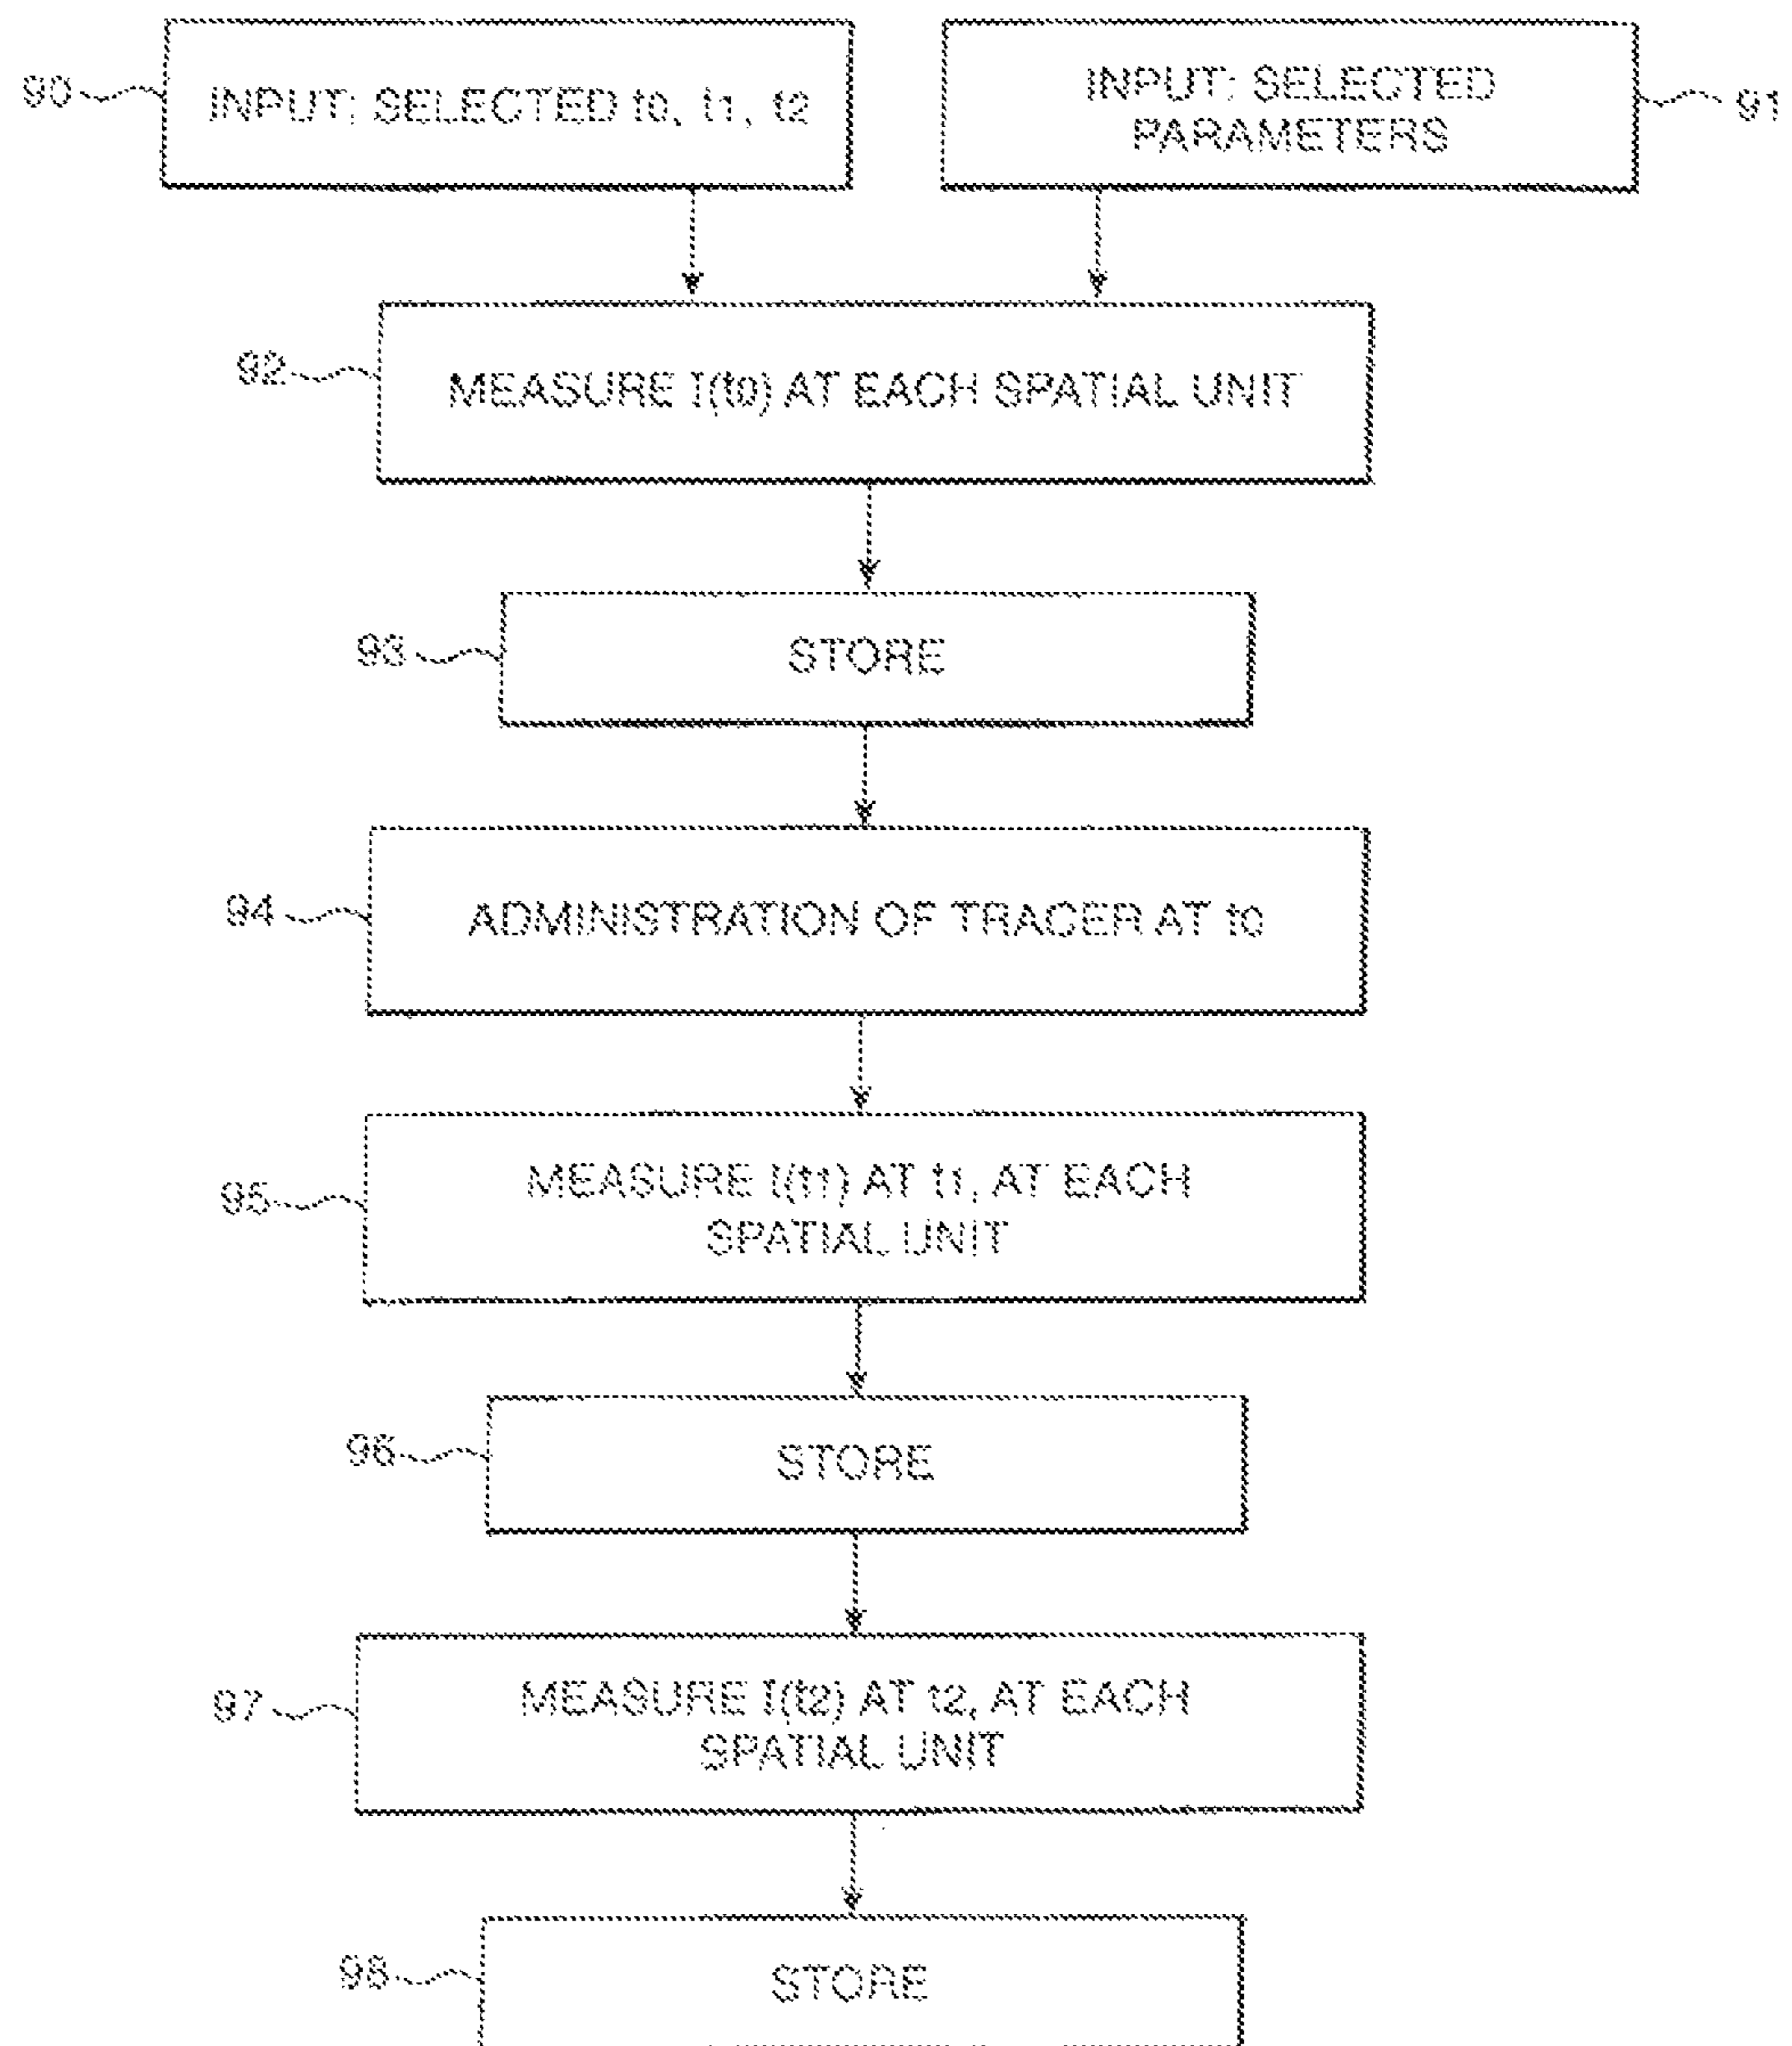 90
INPUT: SELECTED t0, t1, t2
INPUT: SELECTED
PARAMETERS
91
92
MEASURE I(t0) AT EACH SPATIAL UNIT
93
STORE
94
ADMINISTRATION OF TRACER AT t0
95
MEASURE I(t1) AT t1, AT EACH
SPATIAL UNIT
96
STORE
97
MEASURE I(t2) AT t2, AT EACH
SPATIAL UNIT
98
STORE